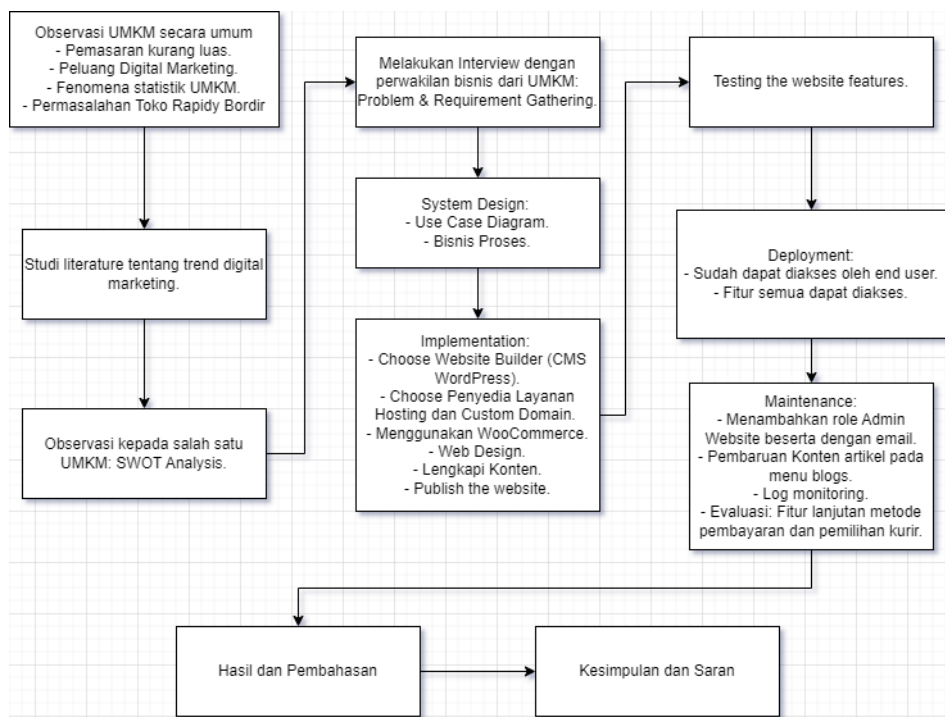 Observasi UMKM secara umum
- Pemasaran kurang luas.
- Peluang Digital Marketing.
- Fenomena statistik UMKM.
- Permasalahan Toko Rapidy Bordir
Studi literature tentang trend digital
marketing.
Observasi kepada salah satu
UMKM: SWOT Analysis.
Melakukan Interview dengan
perwakilan bisnis dari UMKM:
Problem & Requirement Gathering.
System Design:
- Use Case Diagram.
- Bisnis Proses.
Implementation:
- Choose Website Builder (CMS
WordPress).
- Choose Penyedia Layanan
Hosting dan Custom Domain.
- Menggunakan WooCommerce.
- Web Design.
- Lengkapi Konten.
- Publish the website.
Testing the website features.
Deployment:
- Sudah dapat diakses oleh end user.
- Fitur semua dapat diakses.
Maintenance:
- Menambahkan role Admin
Website beserta dengan email.
- Pembaruan Konten artikel pada
menu blogs.
- Log monitoring.
- Evaluasi: Fitur lanjutan metode
pembayaran dan pemilihan kurir.
Hasil dan Pembahasan
Kesimpulan dan Saran